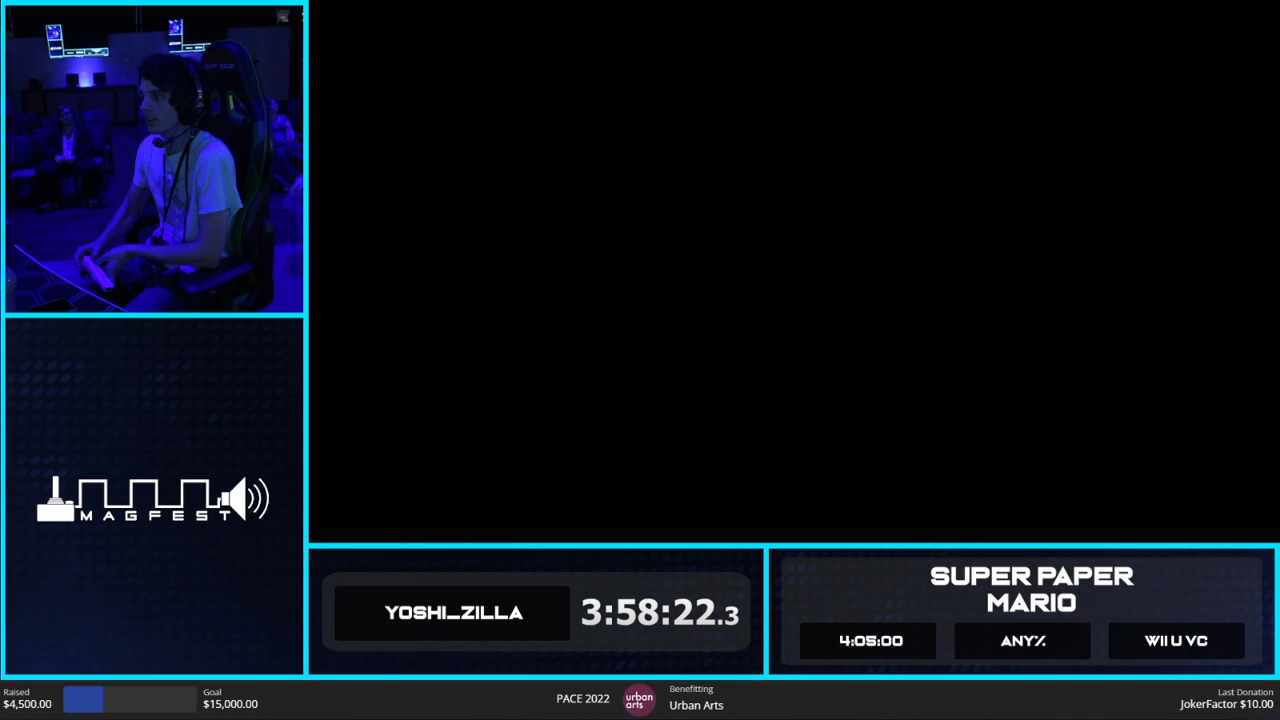 MAGFEST
YOSHI_ZILLA
3:58:22.3
SUPER PAPER
MARIO
4:05:00
ANY%
WII U VC
Raised
$4,500.00
Goal
$15,000.00
PACE 2022
urban
arts
Benefitting
Urban Arts
Last Donation
JokerFactor $10.00